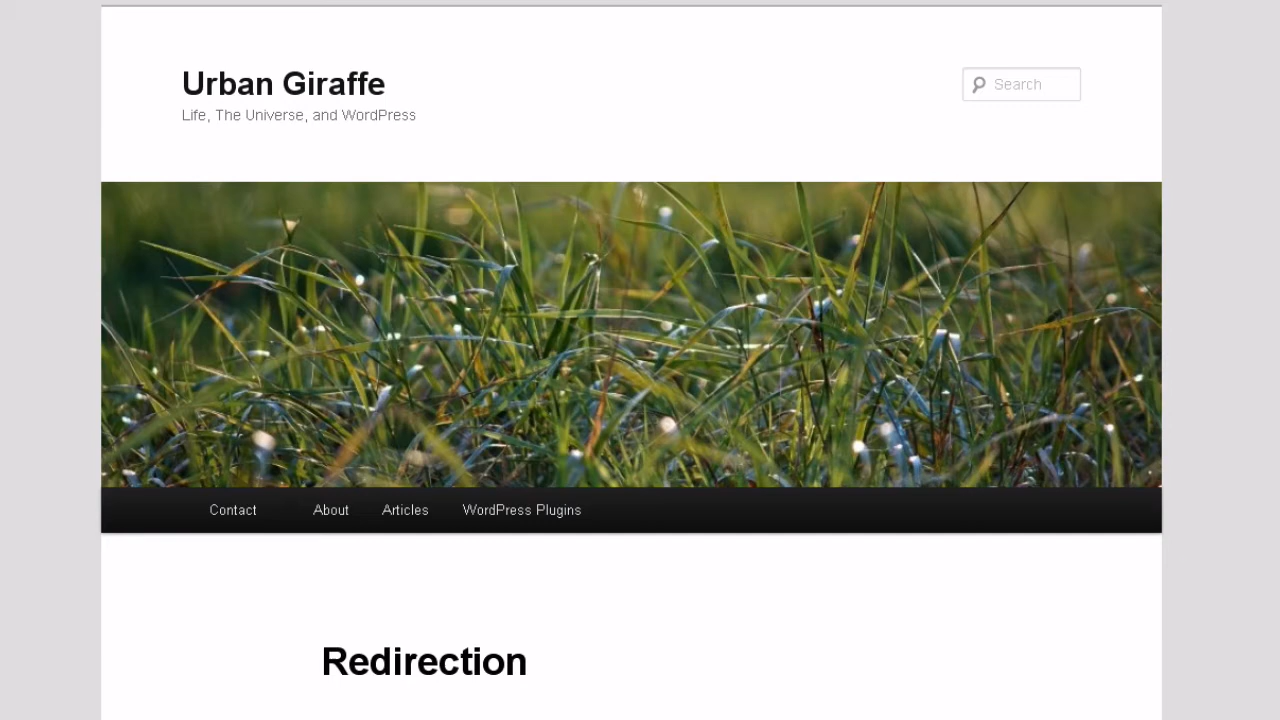 Urban Giraffe
Search
Life, The Universe, and WordPress
Contact About Articles WordPress Plugins
Redirection